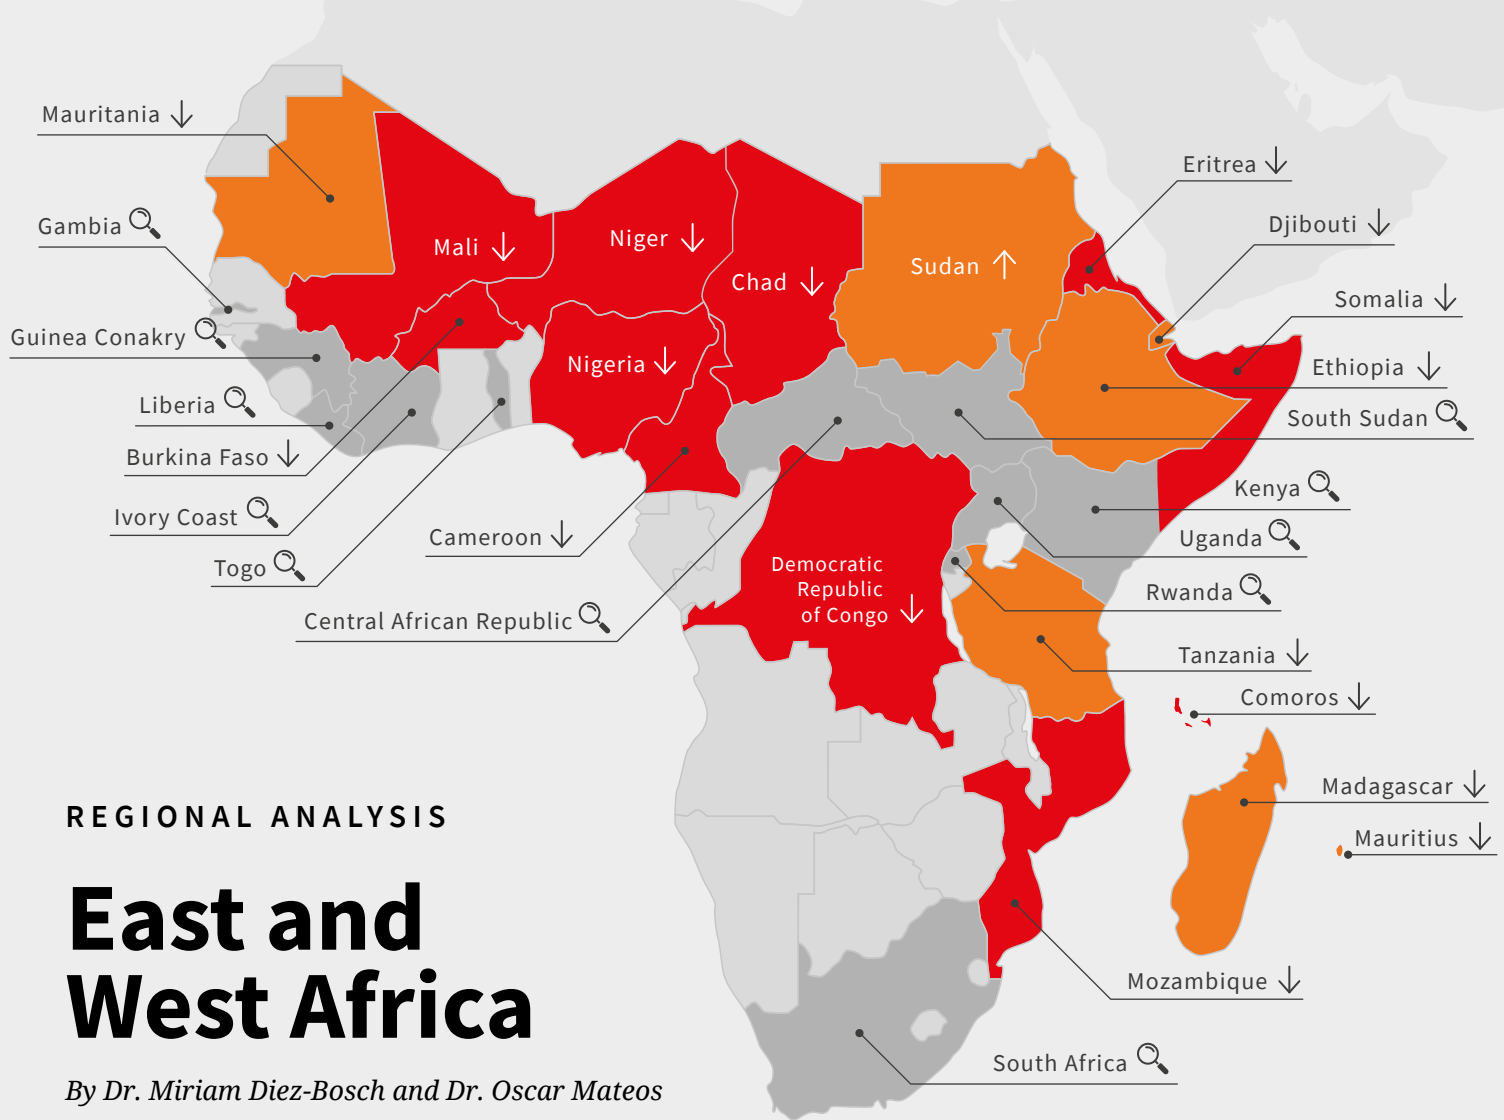 Mauritania
Gambia
Guinea Conakry
Liberia
Burkina Faso
Ivory Coast
Togo
Central African Republic
Cameroon
Mali
Niger
Chad
Nigeria
Sudan
Democratic
Republic
of Congo
Eritrea
Djibouti
Somalia
Ethiopia
South Sudan
Kenya
Uganda
Rwanda
Tanzania
Comoros
Madagascar
Mauritius
Mozambique
South Africa
REGIONAL ANALYSIS
East and
West Africa
By Dr. Miriam Diez-Bosch and Dr. Oscar Mateos